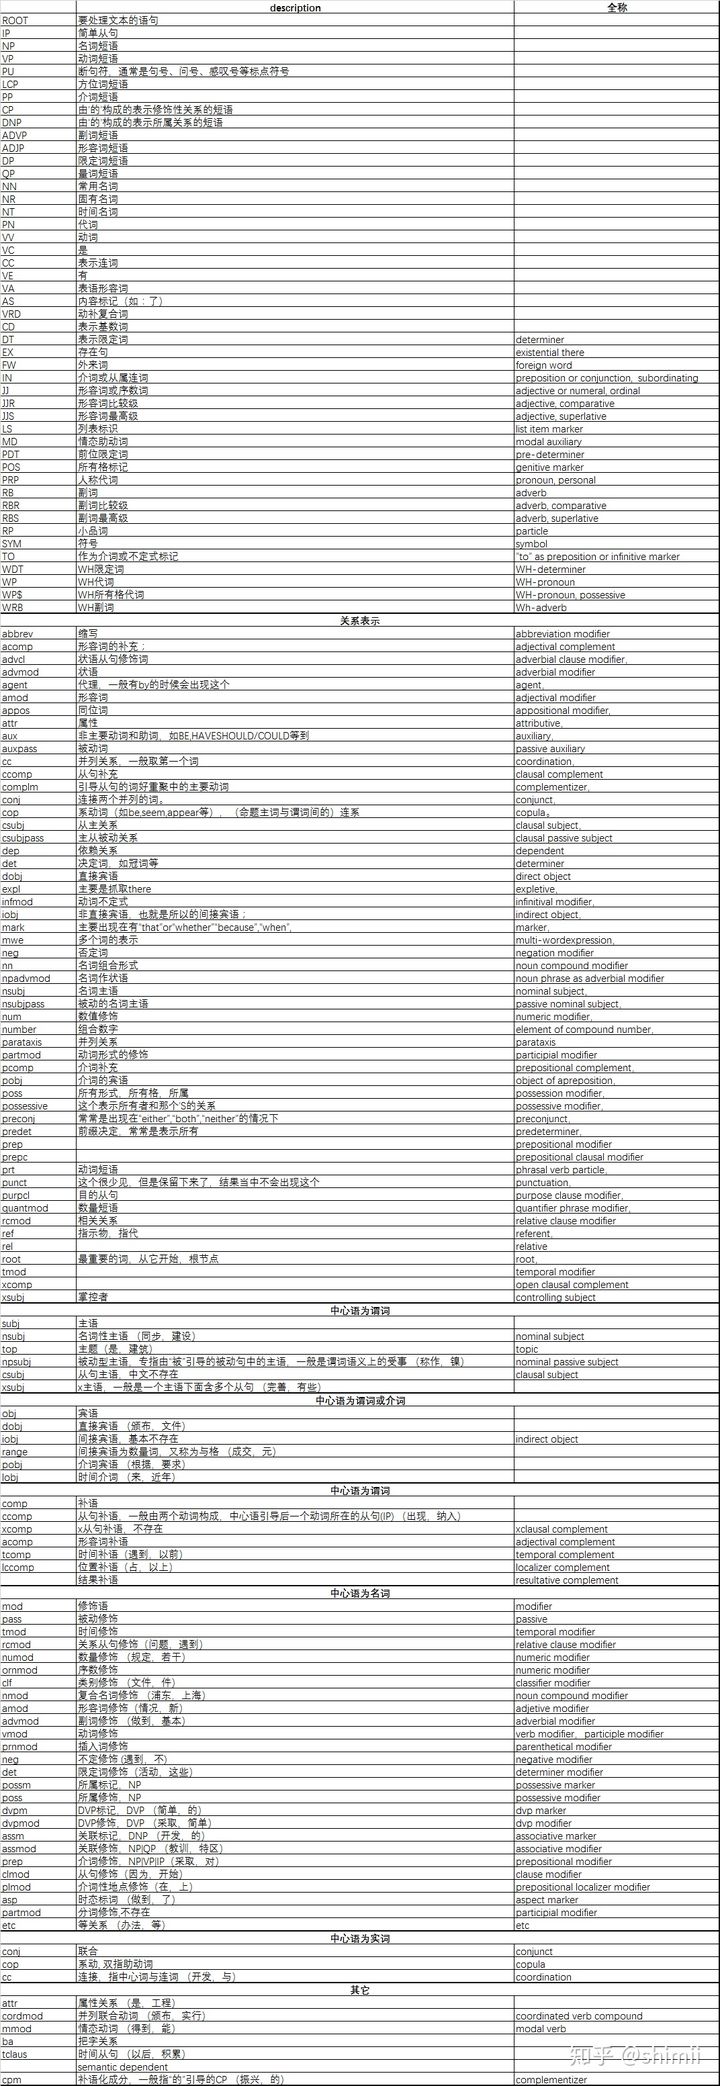 description 全称
ROOT 要处理文本的语句
IP 简单从句
NP 名词短语
VP 动词短语
PU 断句符，通常是句号、问号、感叹号等标点符号
LCP 方位词短语
PP 介词短语
CP 由‘的’构成的表示修饰性关系的短语
DNP 由‘的’构成的表示所属关系的短语
ADVP 副词短语
ADJP 形容词短语
DP 限定词短语
QP 量词短语
NN 常用名词
NR 固有名词
NT 时间名词
PN 代词
VV 动词
VC 是
CC 表示连词
VE 有
VA 表语形容词
AS 内容标记（如：了）
VRD 动补复合词
CD 表示基数词
DT 表示限定词 determiner
EX 存在句 existential there
FW 外来词 foreign word
IN 介词或从属连词 preposition or conjunction, subordinating
JJ 形容词或序数词 adjective or numeral, ordinal
JJR 形容词比较级 adjective, comparative
JJS 形容词最高级 adjective, superlative
LS 列表标识 list item marker
MD 情态助动词 modal auxiliary
PDT 前位限定词 pre-determiner
POS 所有格标记 genitive marker
PRP 人称代词 pronoun, personal
RB 副词 adverb
RBR 副词比较级 adverb, comparative
RBS 副词最高级 adverb, superlative
RP 小品词 particle
SYM 符号 symbol
TO 作为介词或不定式标记 "to" as preposition or infinitive marker
WDT WH限定词 WH-determiner
WP WH代词 WH-pronoun
WP$ WH所有格代词 WH-pronoun, possessive
WRB WH副词 Wh-adverb
关系表示
abbrev 缩写 abbreviation modifier
acomp 形容词的补充； adjectival complement
advcl 状语从句修饰词 adverbial clause modifier，
advmod 状语 adverbial modifier
agent 代理，一般有by的时候会出现这个 agent，
amod 形容词 adjectival modifier
appos 同位词 appositional modifier，
attr 属性 attributive，
aux 非主要动词和助词，如BE,HAVESHOULD/COULD等到 auxiliary，
auxpass 被动词 passive auxiliary
cc 并列关系，一般取第一个词 coordination，
ccomp 从句补充 clausal complement
complm 引导从句的词好重聚中的主要动词 complementizer，
conj 连接两个并列的词。 conjunct，
cop 系动词（如be,seem,appear等），（命题主词与谓词间的）连系 copula。
csubj 从主关系 clausal subject，
csubjpass 主从被动关系 clausal passive subject
dep 依赖关系 dependent
det 决定词，如冠词等 determiner
dobj 直接宾语 direct object
expl 主要是抓取there expletive，
infmod 动词不定式 infinitival modifier，
iobj 非直接宾语，也就是所以的间接宾语； indirect object，
mark 主要出现在有“that”or“whether”“because”,“when”, marker，
mwe 多个词的表示 multi-wordexpression，
neg 否定词 negation modifier
nn 名词组合形式 noun compound modifier
npadvmod 名词作状语 noun phrase as adverbial modifier
nsubj 名词主语 nominal subject，
nsubjpass 被动的名词主语 passive nominal subject，
num 数值修饰 numeric modifier，
number 组合数字 element of compound number，
parataxis 并列关系 parataxis
partmod 动词形式的修饰 participial modifier
pcomp 介词补充 prepositional complement，
pobj 介词的宾语 object of apreposition，
poss 所有形式，所有格，所属 possession modifier，
possessive 这个表示所有者和那个’S的关系 possessive modifier，
preconj 常常是出现在“either”,“both”,“neither”的情况下 preconjunct，
predet 前缀决定，常常是表示所有 predeterminer，
prep prepositional modifier
prepc prepositional clausal modifier
prt 动词短语 phrasal verb particle，
punct 这个很少见，但是保留下来了，结果当中不会出现这个 punctuation，
purpcl 目的从句 purpose clause modifier，
quantmod 数量短语 quantifier phrase modifier，
rcmod 相关关系 relative clause modifier
ref 指示物，指代 referent，
rel relative
root 最重要的词，从它开始，根节点 root，
tmod temporal modifier
xcomp open clausal complement
xsubj 掌控者 controlling subject
中心语为谓词
subj 主语
nsubj 名词性主语（同步，建设） nominal subject
top 主题（是，建筑） topic
npsubj 被动型主语，专指由“被”引导的被动句中的主语，一般是谓词语义上的受事 （称作，镍） nominal passive subject
csubj 从句主语，中文不存在 clausal subject
xsubj x主语，一般是一个主语下面含多个从句 （完善，有些）
中心语为谓词或介词
obj 宾语
dobj 直接宾语 （颁布，文件）
iobj 间接宾语，基本不存在 indirect object
range 间接宾语为数量词，又称为与格 （成交，元）
pobj 介词宾语 （根据，要求）
lobj 时间介词 （来，近年）
中心语为谓词
comp 补语
ccomp 从句补语，一般由两个动词构成，中心语引导后一个动词所在的从句(IP) （出现，纳入）
xcomp x从句补语，不存在 xclausal complement
acomp 形容词补语 adjectival complement
tcomp 时间补语（遇到，以前） temporal complement
lccomp 位置补语（占，以上） localizer complement
结果补语 resultative complement
中心语为名词
mod 修饰语 modifier
pass 被动修饰 passive
tmod 时间修饰 temporal modifier
rcmod 关系从句修饰（问题，遇到） relative clause modifier
numod 数量修饰 （规定，若干） numeric modifier
ornmod 序数修饰 numeric modifier
clf 类别修饰 （文件，件） classifier modifier
nmod 复合名词修饰 （浦东，上海） noun compound modifier
amod 形容词修饰（情况，新） adjetive modifier
advmod 副词修饰 （做到，基本） adverbial modifier
vmod 动词修饰 verb modifier，participle modifier
prnmod 插入词修饰 parenthetical modifier
neg 不定修饰 (遇到，不） negative modifier
det 限定词修饰（活动，这些） determiner modifier
possm 所属标记，NP possessive marker
poss 所属修饰，NP possessive modifier
dvpm DVP标记，DVP （简单，的） dvp marker
dvpmod DVP修饰，DVP （采取，简单） dvp modifier
assm 关联标记，DNP （开发，的） associative marker
assmod 关联修饰，NP|QP （教训，特区） associative modifier
prep 介词修饰，NP|VP|IP（采取，对） prepositional modifier
clmod 从句修饰（因为，开始） clause modifier
plmod 介词性地点修饰（在，上） prepositional localizer modifier
asp 时态标词 （做到，了） aspect marker
partmod 分词修饰,不存在 participial modifier
etc 等关系 （办法，等） etc
中心语为实词
conj 联合 conjunct
cop 系动, 双指助动词 copula
cc 连接，指中心词与连词 （开发，与） coordination
其它
attr 属性关系 （是，工程）
cordmod 并列联合动词 （颁布，实行） coordinated verb compound
mmod 情态动词 （得到，能） modal verb
ba 把字关系
tclaus 时间从句 （以后，积累）
semantic dependent
cpm 补语化成分，一般指“的”引导的CP （振兴，的） complementizer
知乎 @shimii